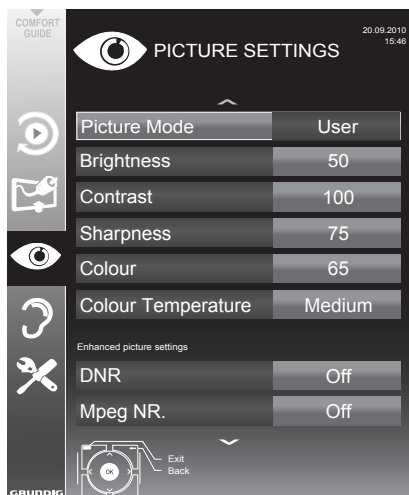 COMFORT
GUIDE
PICTURE SETTINGS
20.09.2010
15:46
Picture Mode User
Brightness 50
Contrast 100
Sharpness 75
Colour 65
Colour Temperature Medium
Enhanced picture settings
DNR Off
Mpeg NR. Off
Exit
Back
OK
GRUNDIG